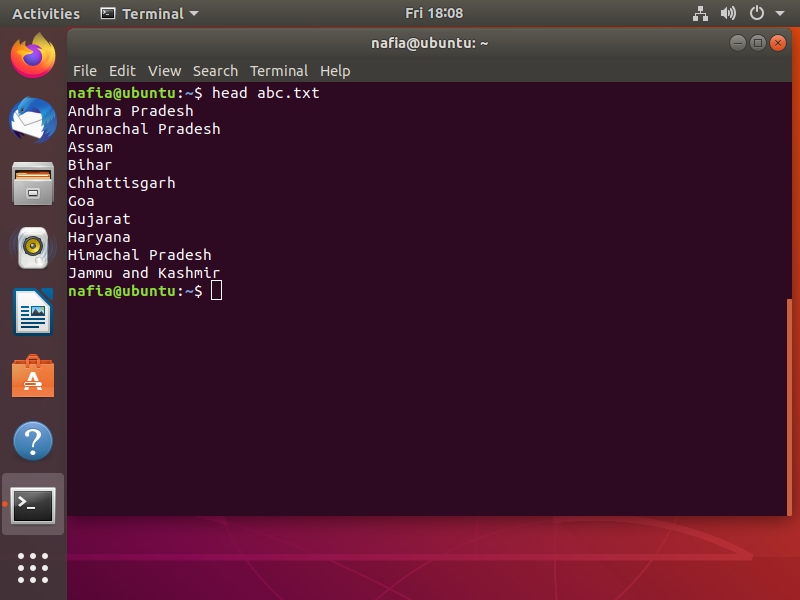 Activities Terminal Fri 18:08
nafia@ubuntu: ~
File Edit View Search Terminal Help
nafia@ubuntu:~$ head abc.txt
Andhra Pradesh
Arunachal Pradesh
Assam
Bihar
Chhattisgarh
Goa
Gujarat
Haryana
Himachal Pradesh
Jammu and Kashmir
nafia@ubuntu:~$